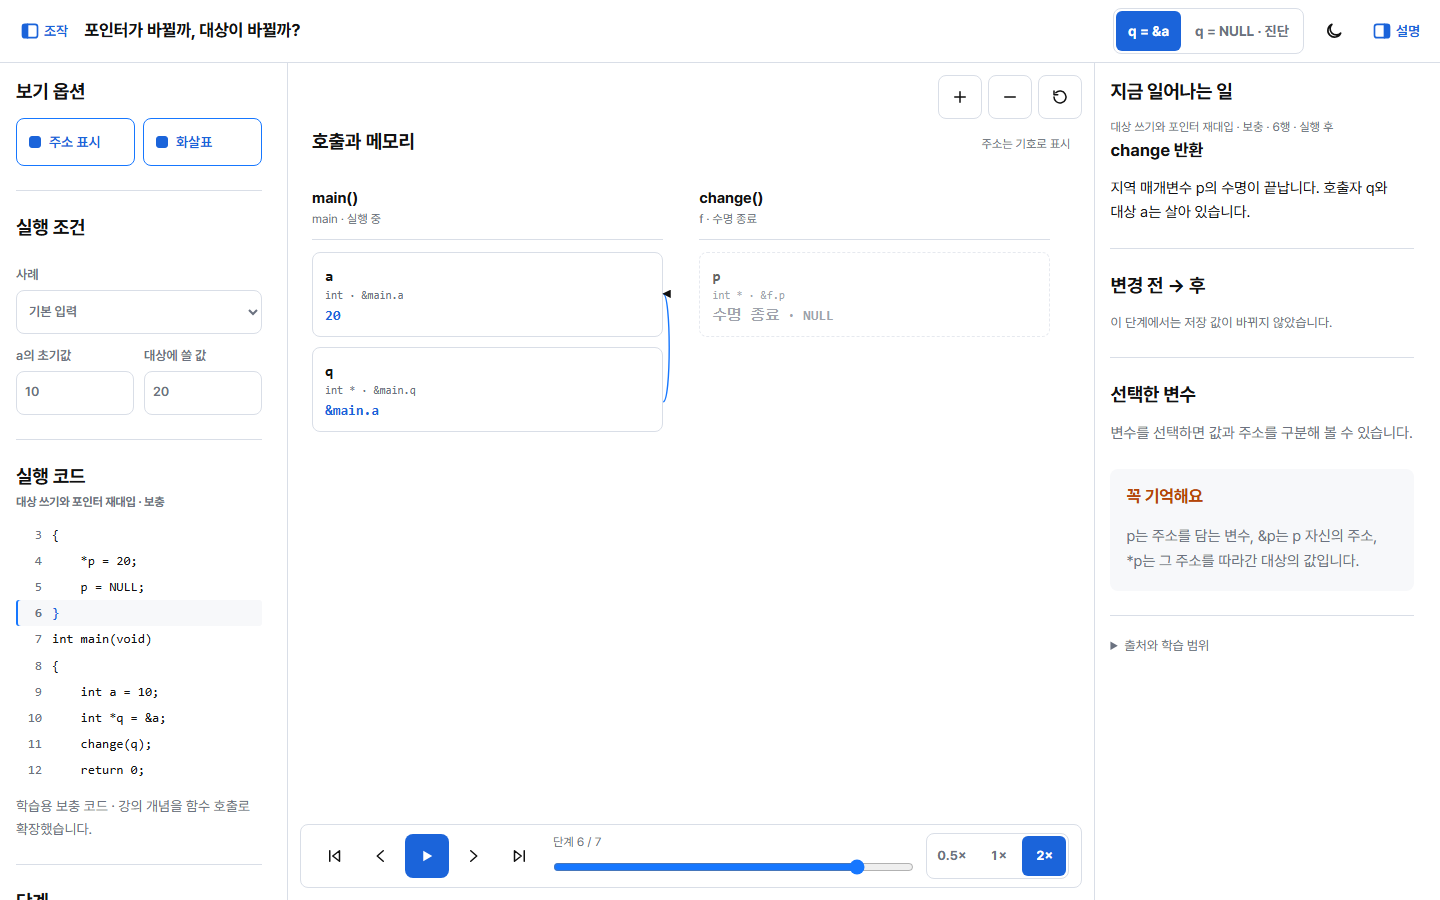 조작
포인터가 바뀔까, 대상이 바뀔까?
q = &a
q = NULL · 진단
설명
보기 옵션
주소 표시
화살표
실행 조건
사례
기본 입력
a의 초기값
대상에 쓸 값
10
20
실행 코드
대상 쓰기와 포인터 재대입 · 보충
3 {
4 *p = 20;
5 p = NULL;
6 }
7 int main(void)
8 {
9 int a = 10;
10 int *q = &a;
11 change(q);
12 return 0;
학습용 보충 코드 · 강의 개념을 함수 호출로
확장했습니다.
호출과 메모리
주소는 기호로 표시
main()
main · 실행 중
a
int · &main.a
20
q
int * · &main.q
&main.a
change()
f · 수명 종료
p
int * · &f.p
수명 종료 · NULL
단계 6 / 7
0.5×
1×
2×
지금 일어나는 일
대상 쓰기와 포인터 재대입 · 보충 · 6행 · 실행 후
change 반환
지역 매개변수 p의 수명이 끝납니다. 호출자 q와
대상 a는 살아 있습니다.
변경 전 → 후
이 단계에서는 저장 값이 바뀌지 않았습니다.
선택한 변수
변수를 선택하면 값과 주소를 구분해 볼 수 있습니다.
꼭 기억해요
p는 주소를 담는 변수, &p는 p 자신의 주소,
*p는 그 주소를 따라간 대상의 값입니다.
출처와 학습 범위